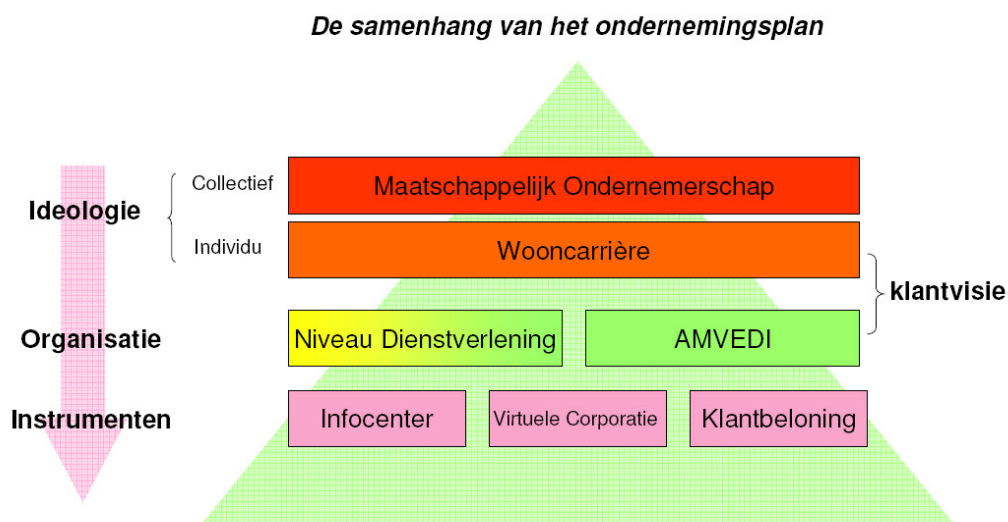 De samenhang van het ondernemingsplan
Collectief
Maatschappelijk Ondernemerschap
Ideologie
Individu
Wooncarrière
klantvisie
Organisatie
Niveau Dienstverlening
AMVEDI
Instrumenten
Infocenter
Virtuele Corporatie
Klantbeloning